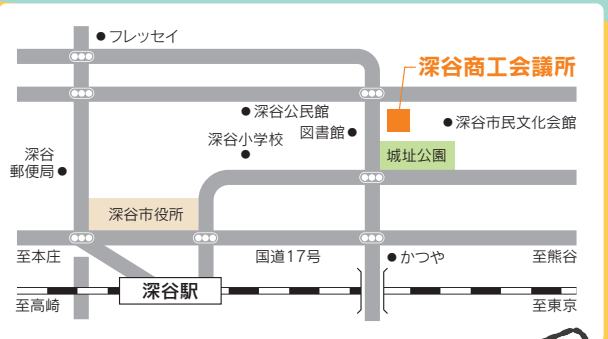 フレッセイ
深谷商工会議所
深谷公民館
図書館
深谷市民文化会館
深谷小学校
深谷
郵便局
城址公園
深谷市役所
至本庄
国道17号
かつや
至熊谷
深谷駅
至高崎
至東京